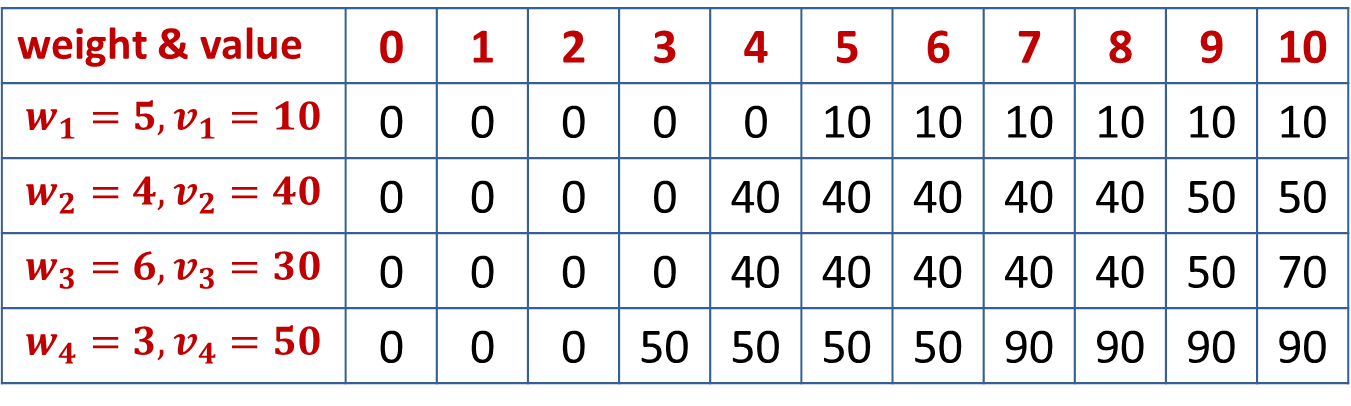 weight & value 0 1 2 3 4 5 6 7 8 9 10
w₁ = 5, v₁ = 10 0 0 0 0 0 10 10 10 10 10 10
w₂ = 4, v₂ = 40 0 0 0 0 40 40 40 40 40 50 50
w₃ = 6, v₃ = 30 0 0 0 0 40 40 40 40 40 50 70
w₄ = 3, v₄ = 50 0 0 0 50 50 50 50 90 90 90 90